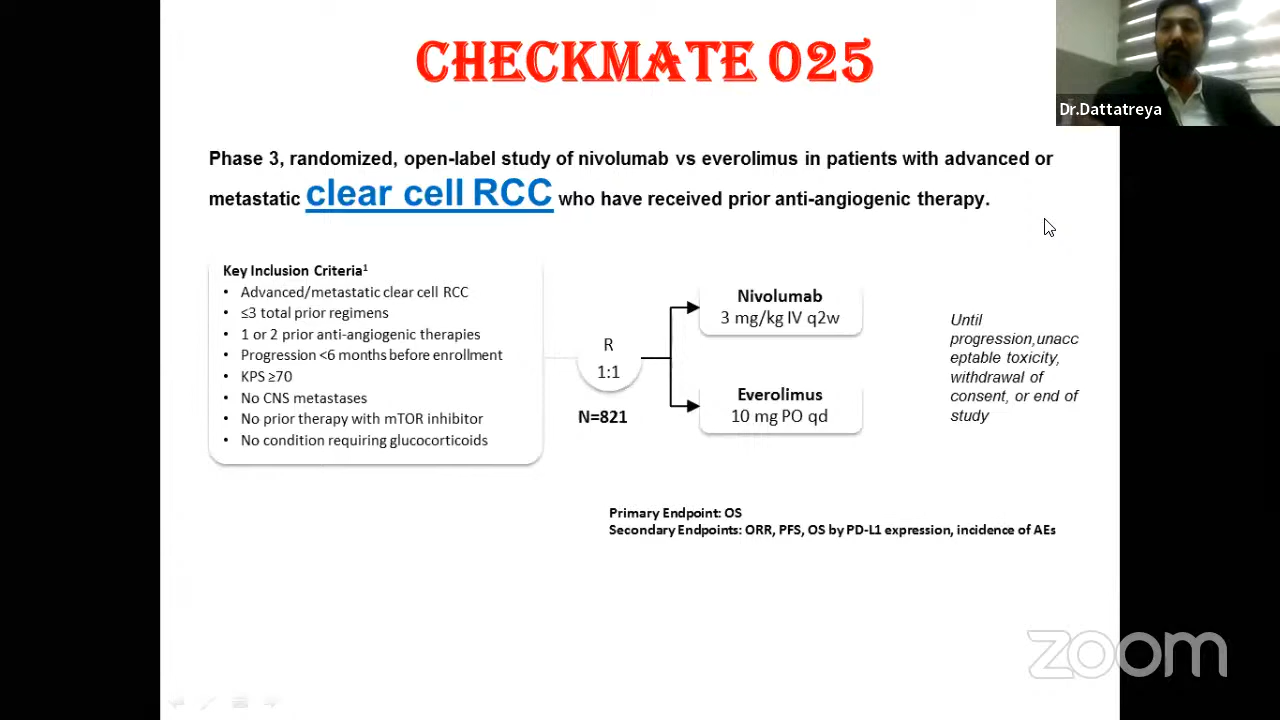 CHECKMATE 025
Dr.Dattatreya
Phase 3, randomized, open-label study of nivolumab vs everolimus in patients with advanced or
metastatic clear cell RCC who have received prior anti-angiogenic therapy.
Key Inclusion Criteria¹
• Advanced/metastatic clear cell RCC
• ≤3 total prior regimens
• 1 or 2 prior anti-angiogenic therapies
• Progression <6 months before enrollment
• KPS ≥70
• No CNS metastases
• No prior therapy with mTOR inhibitor
• No condition requiring glucocorticoids
R
1:1
N=821
Nivolumab
3 mg/kg IV q2w
Everolimus
10 mg PO qd
Until
progression,unacc
eptable toxicity,
withdrawal of
consent, or end of
study
Primary Endpoint: OS
Secondary Endpoints: ORR, PFS, OS by PD-L1 expression, incidence of AEs
zoom